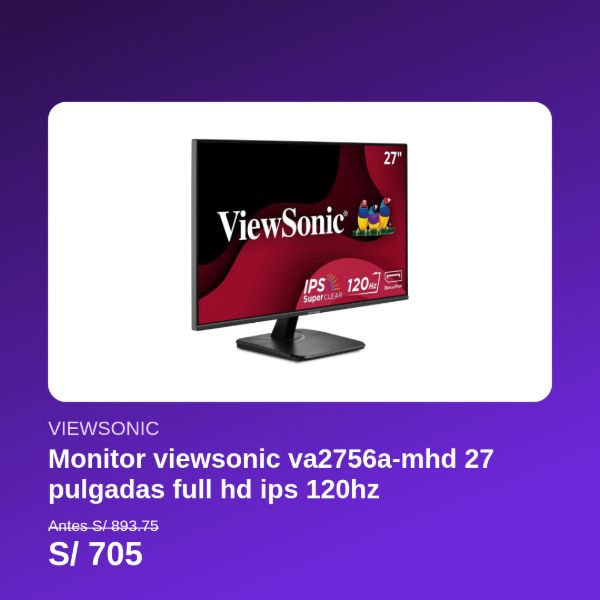 27"
ViewSonic®
IPS 120Hz
SuperCLEAR
DisplayPort
VIEWSONIC
Monitor viewsonic va2756a-mhd 27
pulgadas full hd ips 120hz
Antes S/ 893.75
S/ 705